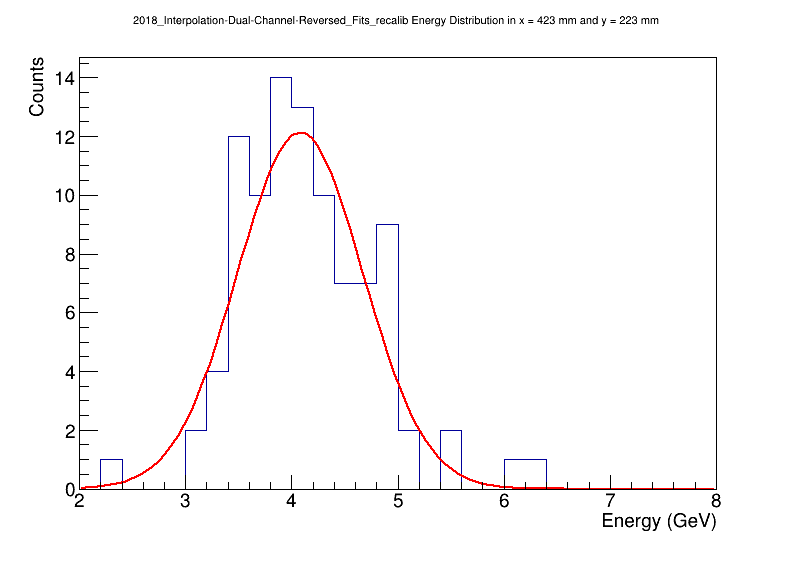 2018_Interpolation-Dual-Channel-Reversed_Fits_recalib Energy Distribution in x = 423 mm and y = 223 mm
Counts
14
12
10
8
6
4
2
0
2 3 4 5 6 7 8
Energy (GeV)